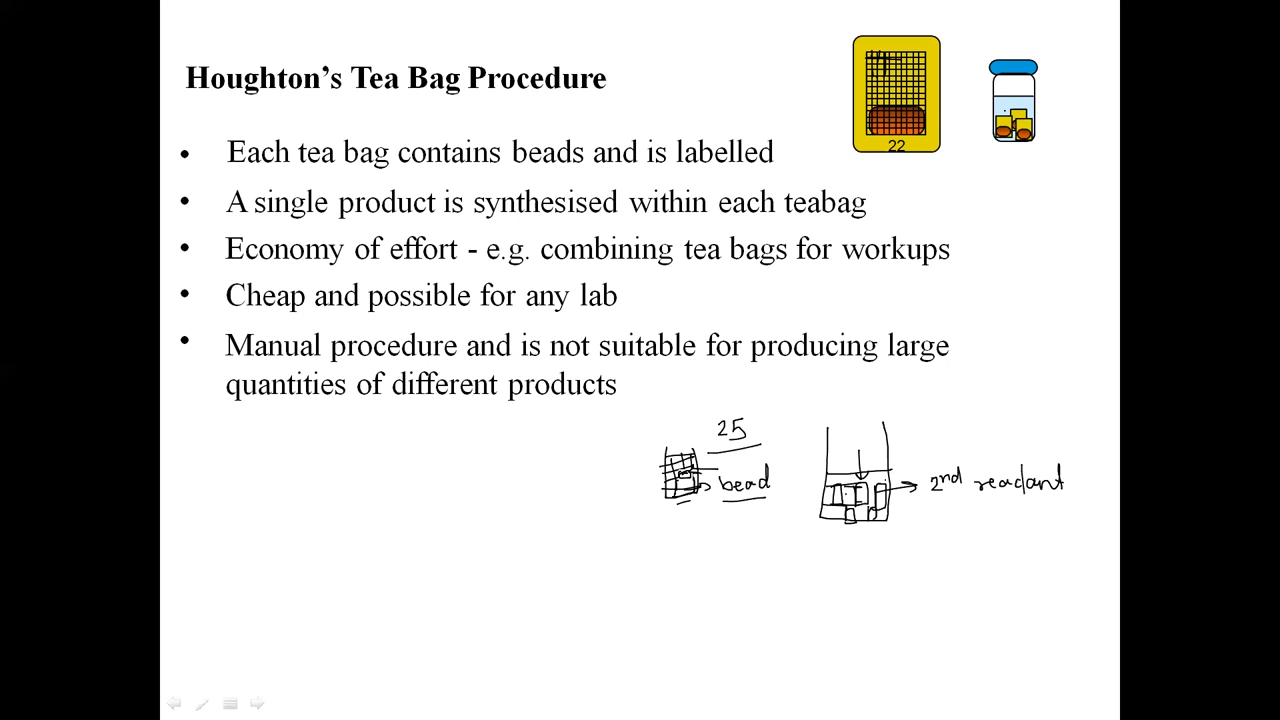 Houghton’s Tea Bag Procedure
22
• Each tea bag contains beads and is labelled
• A single product is synthesised within each teabag
• Economy of effort - e.g. combining tea bags for workups
• Cheap and possible for any lab
• Manual procedure and is not suitable for producing large
quantities of different products
25
bead
2nd reactant